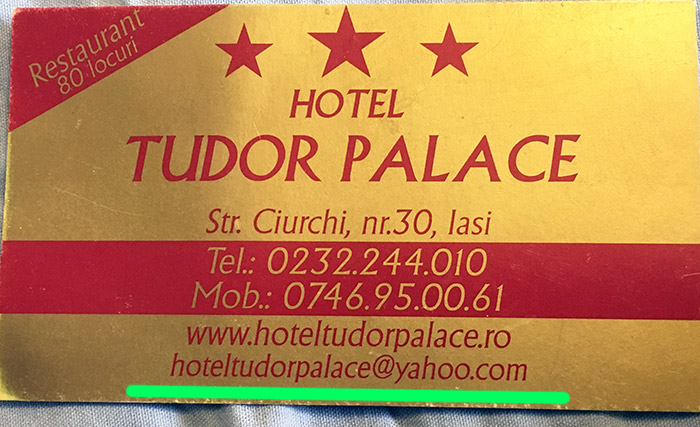 Restaurant
80 locuri
HOTEL
TUDOR PALACE
Str. Ciurchi, nr.30, Iasi
Tel.: 0232.244.010
Mob.: 0746.95.00.61
www.hoteltudorpalace.ro
hoteltudorpalace@yahoo.com